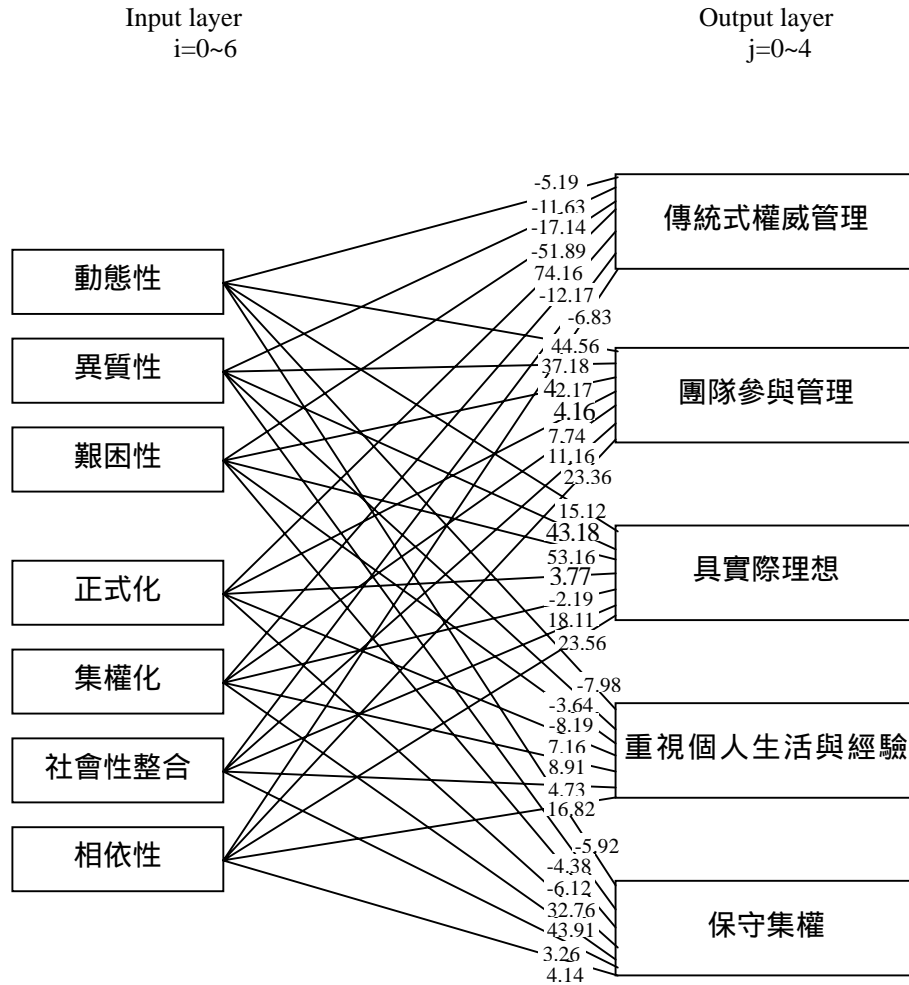 Input layer
i=0~6
Output layer
j=0~4
動態性
異質性
艱困性
正式化
集權化
社會性整合
相依性
-5.19
-11.63
-17.14
-51.89
74.16
-12.17
-6.83
傳統式權威管理
44.56
37.18
42.17
4.16
7.74
11.16
23.36
團隊參與管理
15.12
43.18
53.16
3.77
-2.19
18.11
23.56
具實際理想
-7.98
-3.64
-8.19
7.16
8.91
4.73
16.82
重視個人生活與經驗
-5.92
-4.38
-6.12
32.76
43.91
3.26
4.14
保守集權